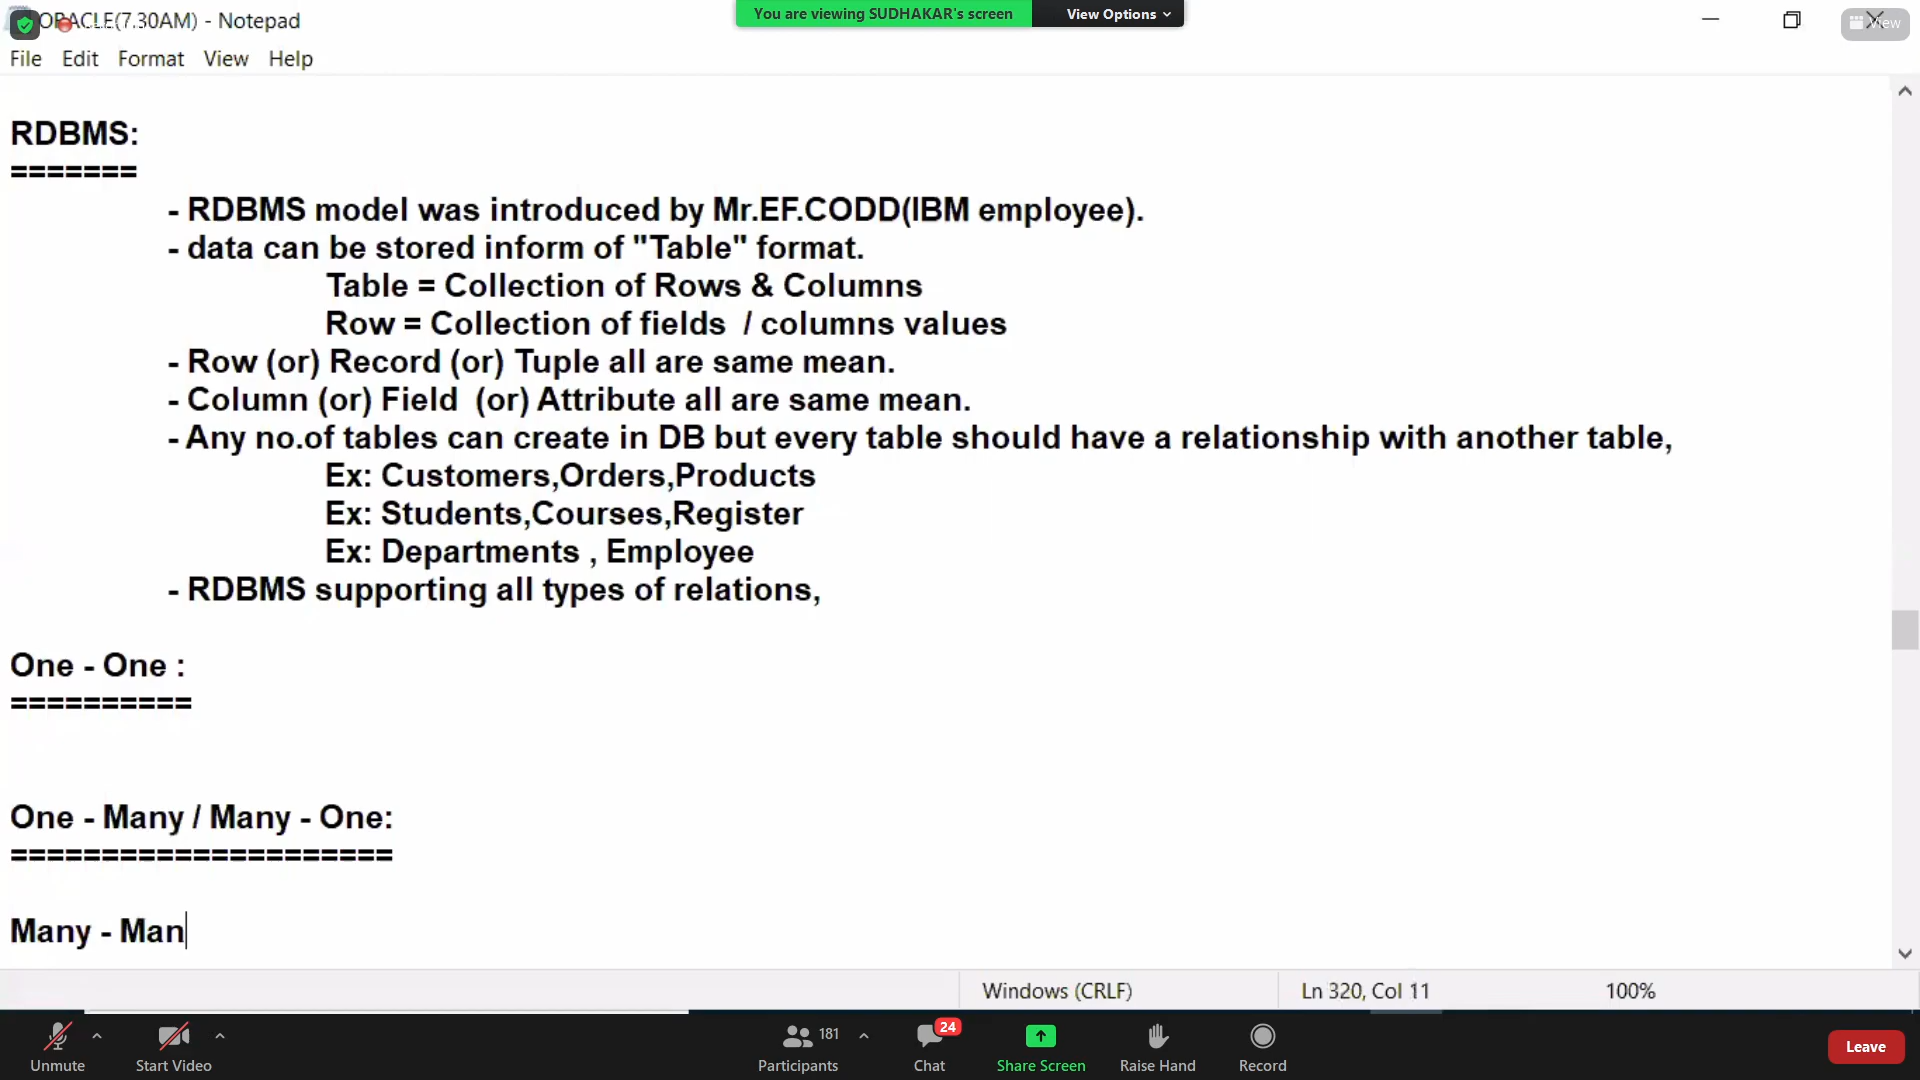 ORACLE(7.30AM) - Notepad
You are viewing SUDHAKAR's screen
View Options
View
File Edit Format View Help
RDBMS:
=======
- RDBMS model was introduced by Mr.EF.CODD(IBM employee).
- data can be stored inform of "Table" format.
Table = Collection of Rows & Columns
Row = Collection of fields / columns values
- Row (or) Record (or) Tuple all are same mean.
- Column (or) Field (or) Attribute all are same mean.
- Any no.of tables can create in DB but every table should have a relationship with another table,
Ex: Customers,Orders,Products
Ex: Students,Courses,Register
Ex: Departments , Employee
- RDBMS supporting all types of relations,
One - One :
==========
One - Many / Many - One:
=====================
Many - Man
Windows (CRLF) Ln 320, Col 11 100%
181 24
Unmute Start Video Participants Chat Share Screen Raise Hand Record Leave